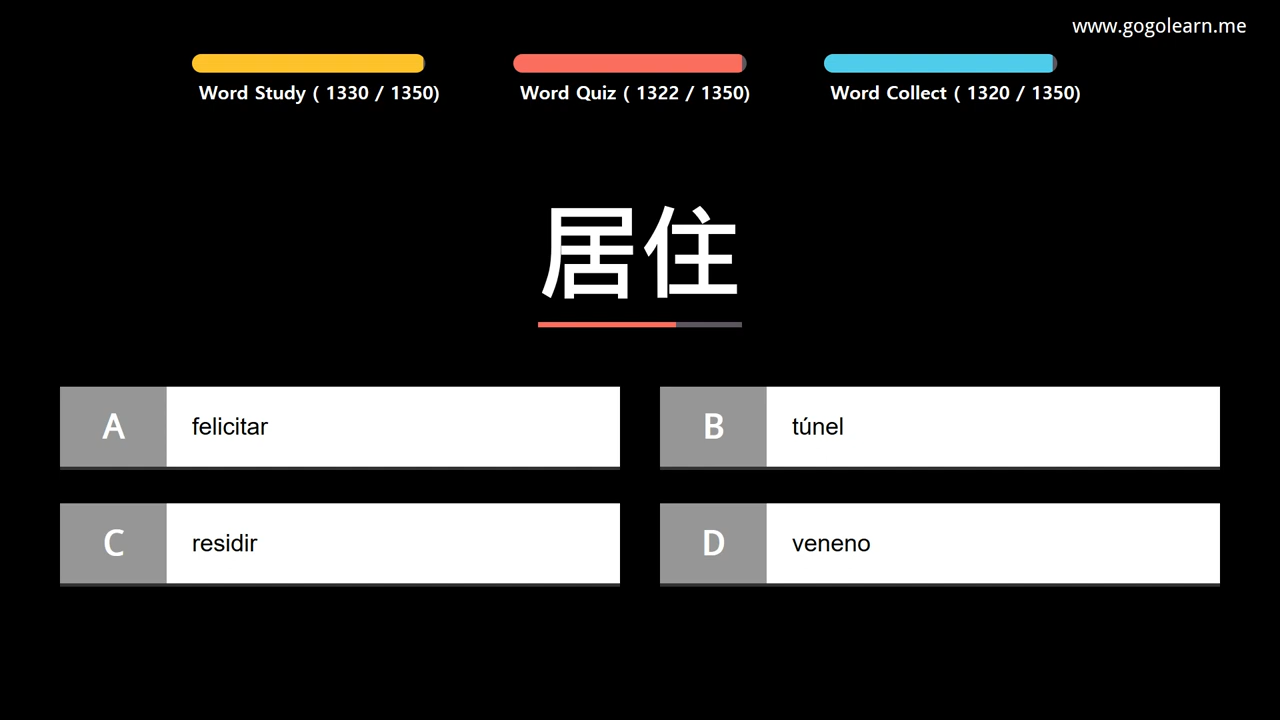 www.gogolearn.me
Word Study ( 1330 / 1350)
Word Quiz ( 1322 / 1350)
Word Collect ( 1320 / 1350)
居住
A felicitar
B túnel
C residir
D veneno